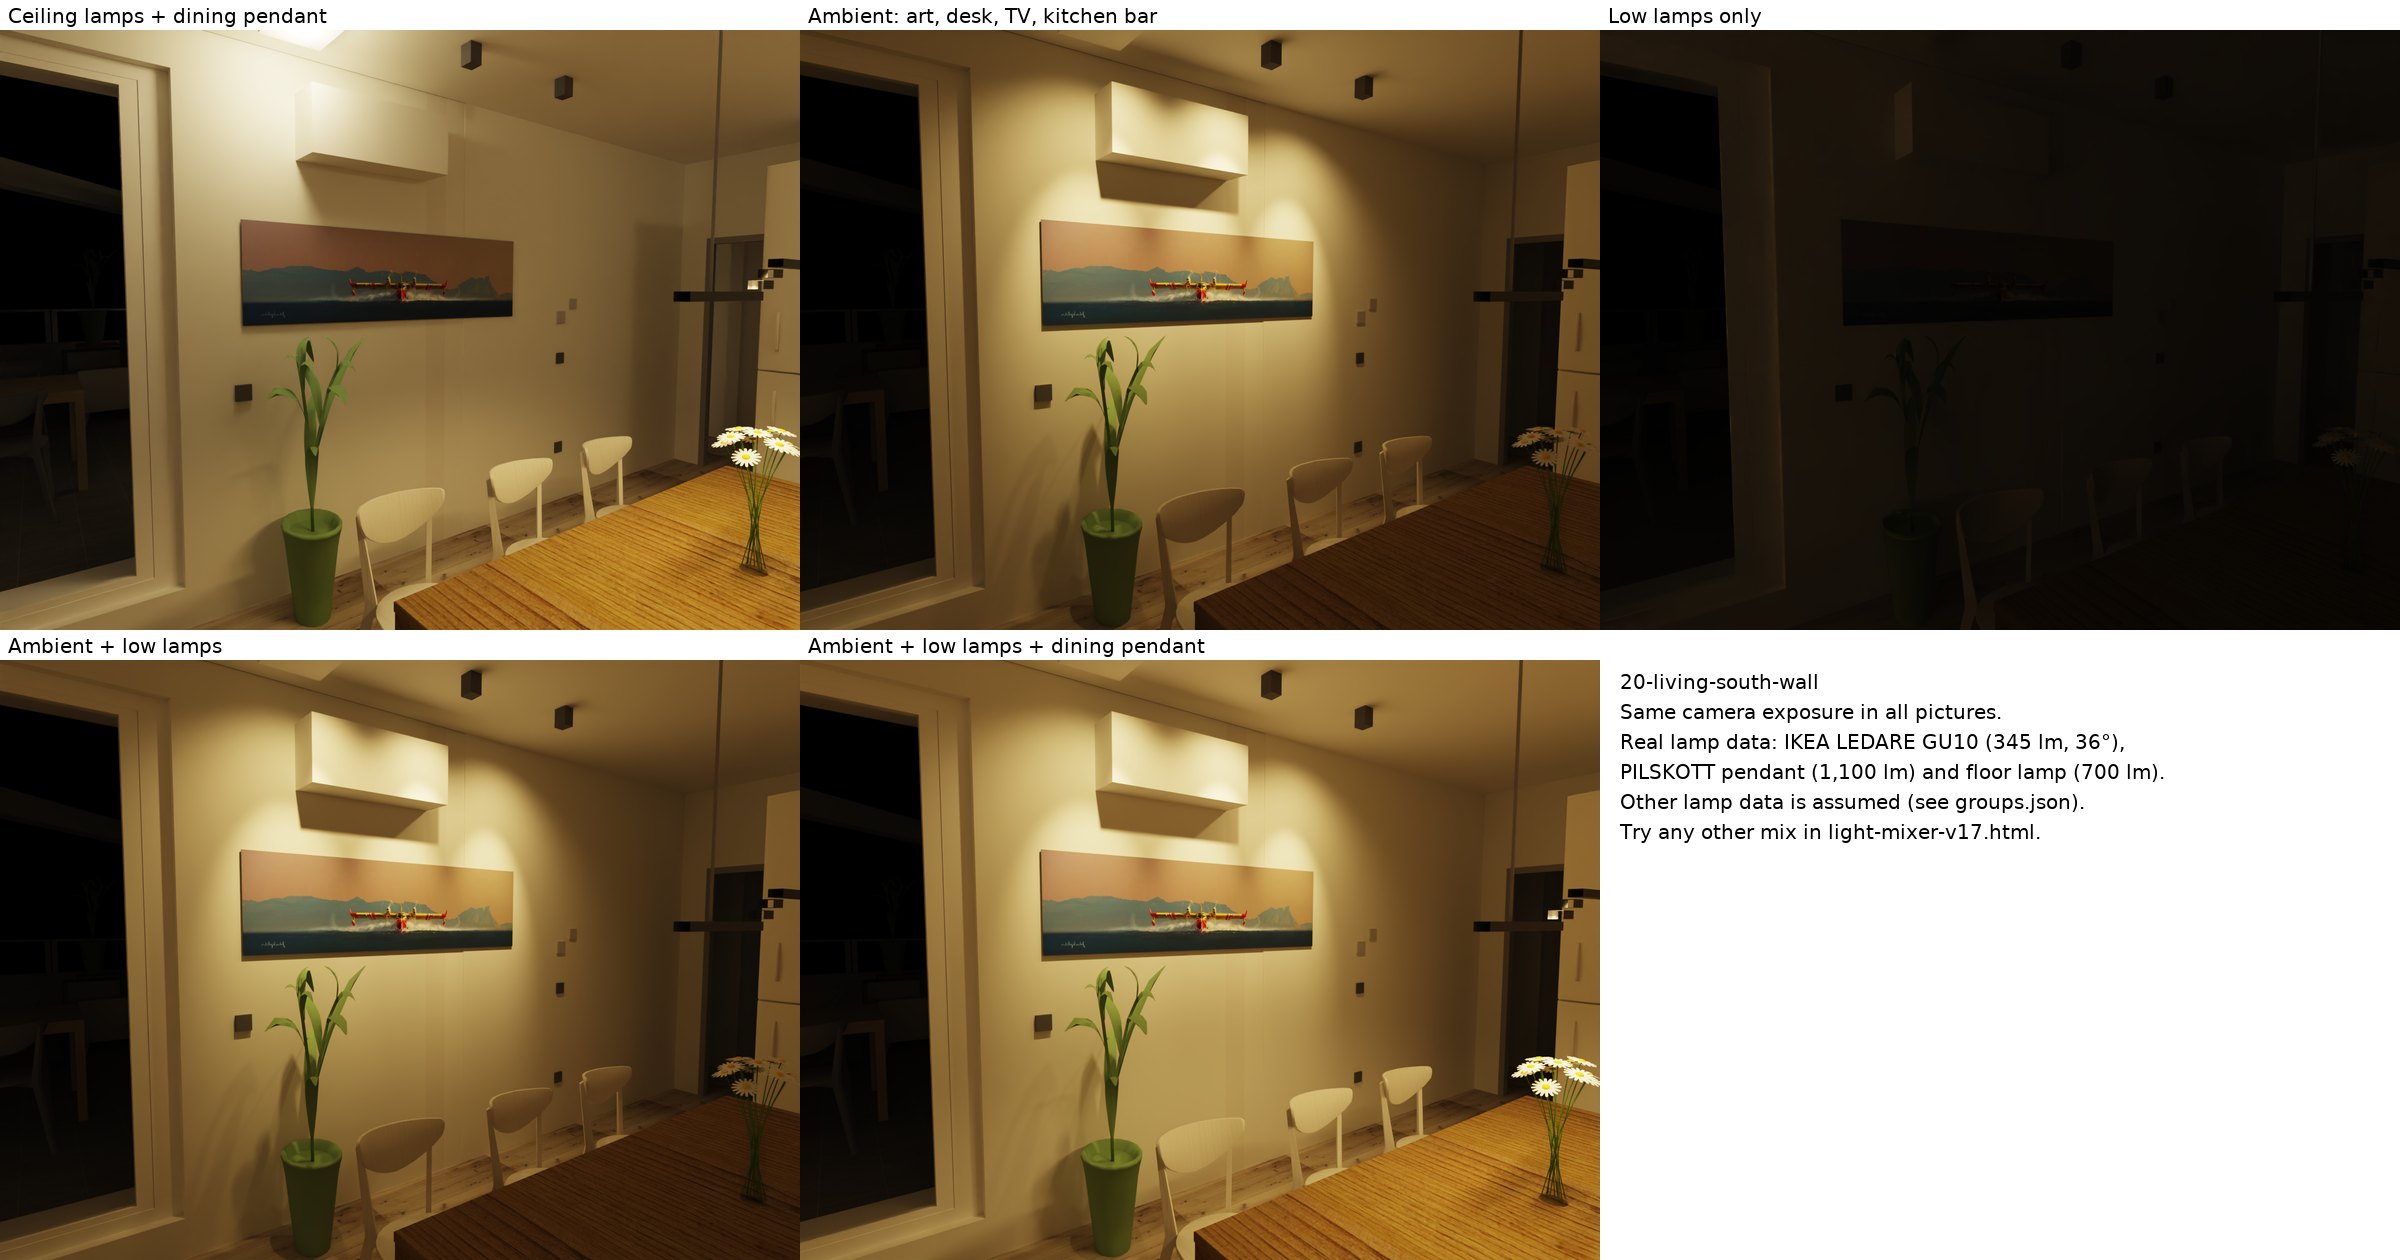 Ceiling lamps + dining pendant
Ambient: art, desk, TV, kitchen bar
Low lamps only
Ambient + low lamps
Ambient + low lamps + dining pendant
20-living-south-wall
Same camera exposure in all pictures.
Real lamp data: IKEA LEDARE GU10 (345 lm, 36°),
PILSKOTT pendant (1,100 lm) and floor lamp (700 lm).
Other lamp data is assumed (see groups.json).
Try any other mix in light-mixer-v17.html.